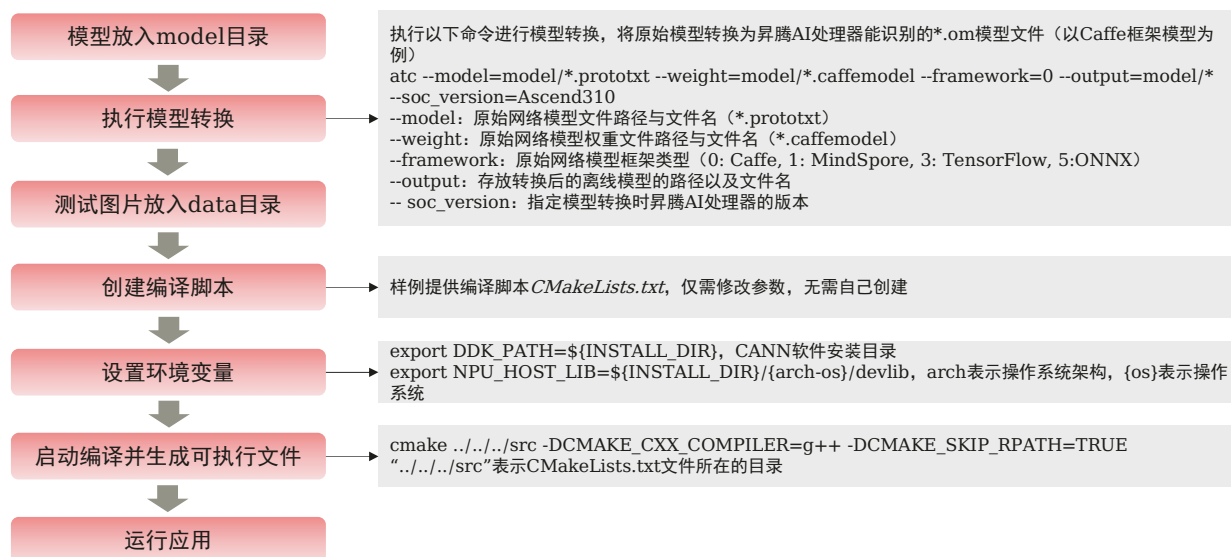 模型放入model目录
执行以下命令进行模型转换，将原始模型转换为昇腾AI处理器能识别的*.om模型文件（以Caffe框架模型为
例）
atc --model=model/*.prototxt --weight=model/*.caffemodel --framework=0 --output=model/*
--soc_version=Ascend310
--model：原始网络模型文件路径与文件名（*.prototxt）
--weight：原始网络模型权重文件路径与文件名（*.caffemodel）
--framework：原始网络模型框架类型（0: Caffe, 1: MindSpore, 3: TensorFlow, 5:ONNX）
--output：存放转换后的离线模型的路径以及文件名
-- soc_version：指定模型转换时昇腾AI处理器的版本
执行模型转换
测试图片放入data目录
创建编译脚本
样例提供编译脚本CMakeLists.txt，仅需修改参数，无需自己创建
设置环境变量
export DDK_PATH=${INSTALL_DIR}，CANN软件安装目录
export NPU_HOST_LIB=${INSTALL_DIR}/{arch-os}/devlib，arch表示操作系统架构，{os}表示操作
系统
启动编译并生成可执行文件
cmake ../../../src -DCMAKE_CXX_COMPILER=g++ -DCMAKE_SKIP_RPATH=TRUE
“../../../src”表示CMakeLists.txt文件所在的目录
运行应用